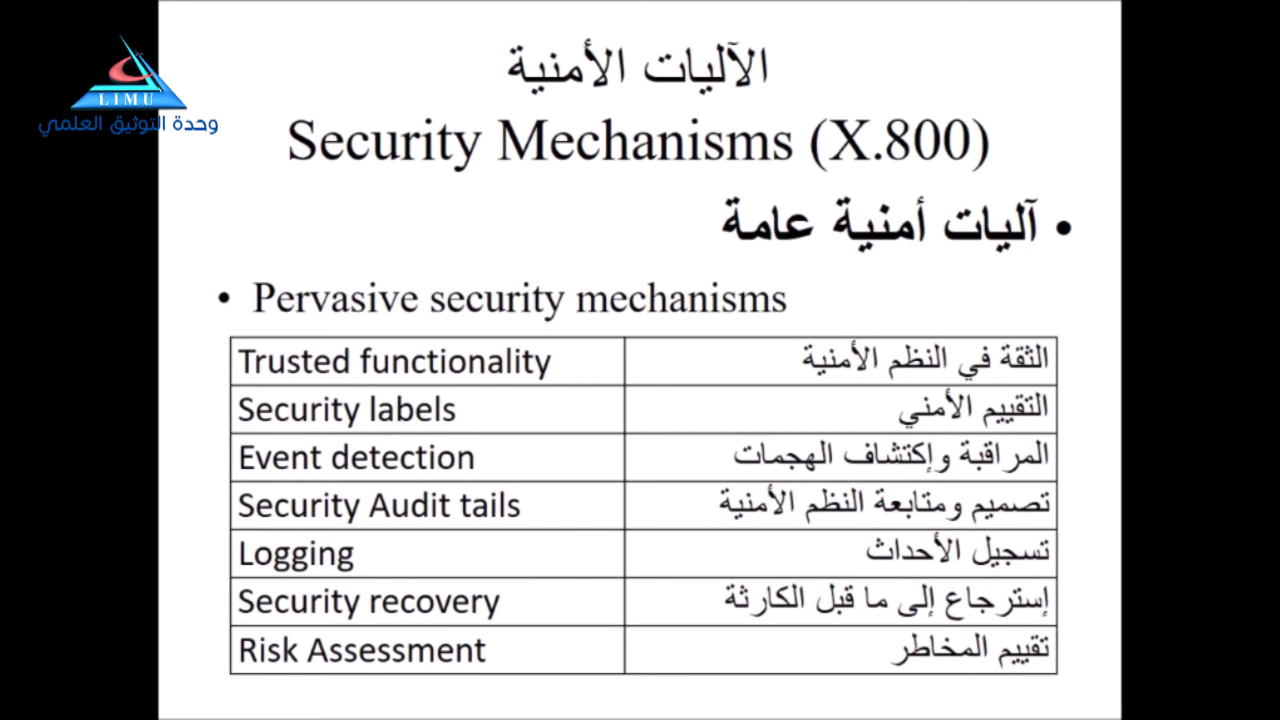 LIMU
وحدة التوثيق العلمي
الآليات الأمنية
Security Mechanisms (X.800)
• آليات أمنية عامة
• Pervasive security mechanisms
Trusted functionality الثقة في النظم الأمنية
Security labels التقييم الأمني
Event detection المراقبة وإكتشاف الهجمات
Security Audit tails تصميم ومتابعة النظم الأمنية
Logging تسجيل الأحداث
Security recovery إسترجاع إلى ما قبل الكارثة
Risk Assessment تقييم المخاطر